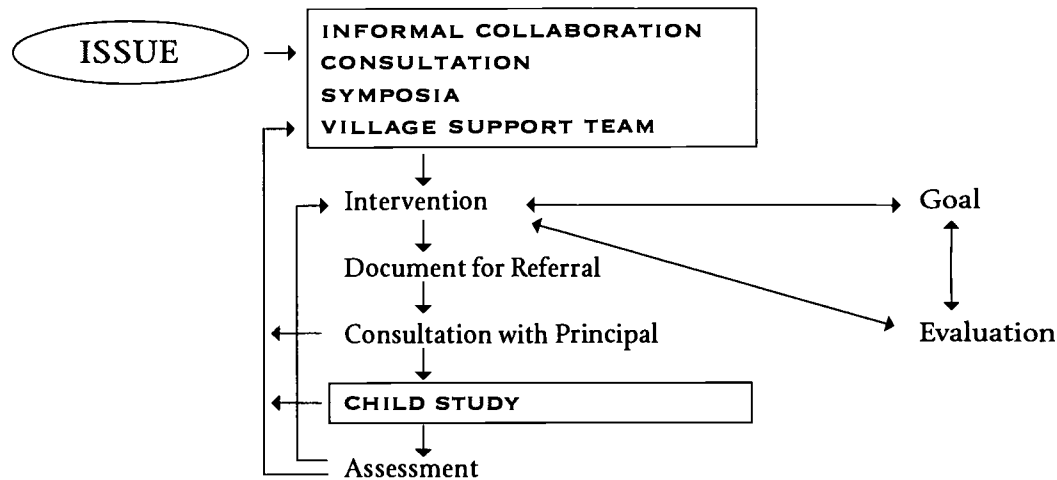 ISSUE
INFORMAL COLLABORATION
CONSULTATION
SYMPOSIA
VILLAGE SUPPORT TEAM
Intervention
Goal
Document for Referral
Consultation with Principal
Evaluation
CHILD STUDY
Assessment